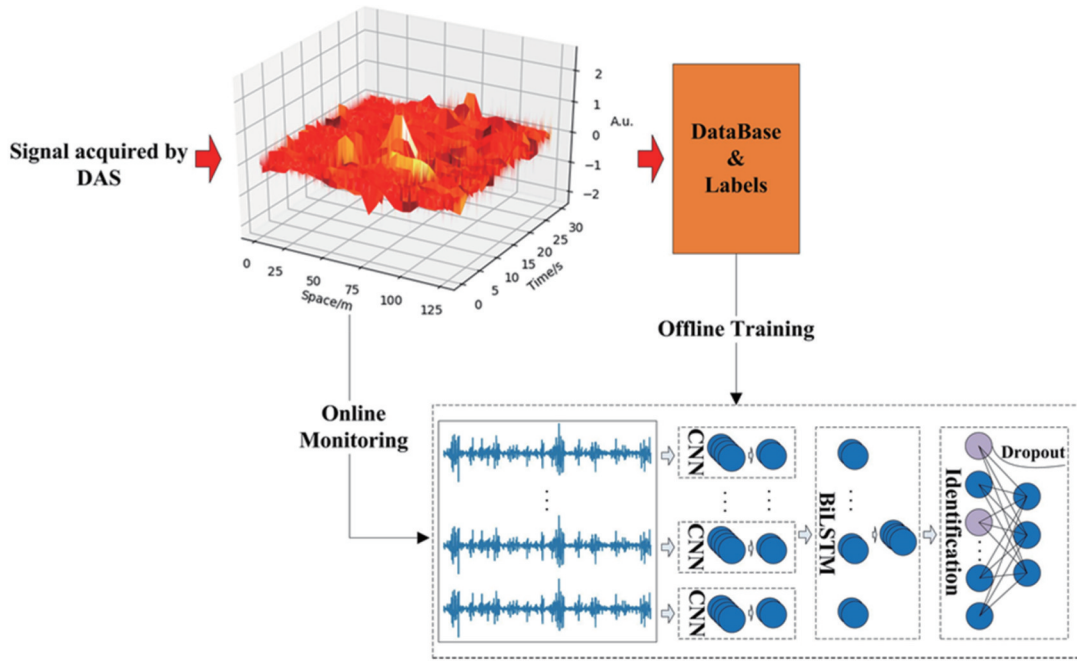 Signal acquired by
DAS
2
1
A.u.
0
−1
−2
0
25
50
75
100
125
Space/m
0
5
10
15
20
25
30
Time/s
DataBase
&
Labels
Offline Training
Online
Monitoring
CNN
CNN
CNN
BiLSTM
Identification
Dropout